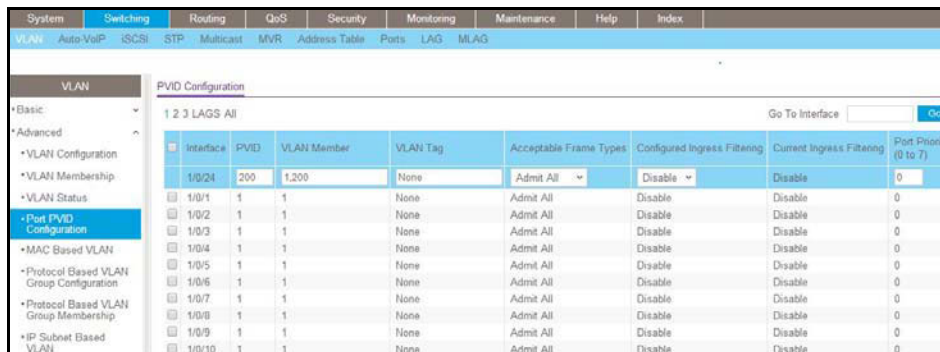 System Switching Routing QoS Security Monitoring Maintenance Help Index
VLAN Auto-VoIP iSCSI STP Multicast MVR Address Table Ports LAG MLAG
VLAN
Basic
Advanced
VLAN Configuration
VLAN Membership
VLAN Status
Port PVID
Configuration
MAC Based VLAN
Protocol Based VLAN
Group Configuration
Protocol Based VLAN
Group Membership
IP Subnet Based
VLAN
PVID Configuration
1 2 3 LAGS All Go To Interface Go
Interface PVID VLAN Member VLAN Tag Acceptable Frame Types Configured Ingress Filtering Current Ingress Filtering Port Prior
(0 to 7)
1/0/24 200 1,200 None Admit All Disable Disable 0
1/0/1 1 1 None Admit All Disable Disable 0
1/0/2 1 1 None Admit All Disable Disable 0
1/0/3 1 1 None Admit All Disable Disable 0
1/0/4 1 1 None Admit All Disable Disable 0
1/0/5 1 1 None Admit All Disable Disable 0
1/0/6 1 1 None Admit All Disable Disable 0
1/0/7 1 1 None Admit All Disable Disable 0
1/0/8 1 1 None Admit All Disable Disable 0
1/0/9 1 1 None Admit All Disable Disable 0
1/0/10 1 1 None Admit All Disable Disable 0